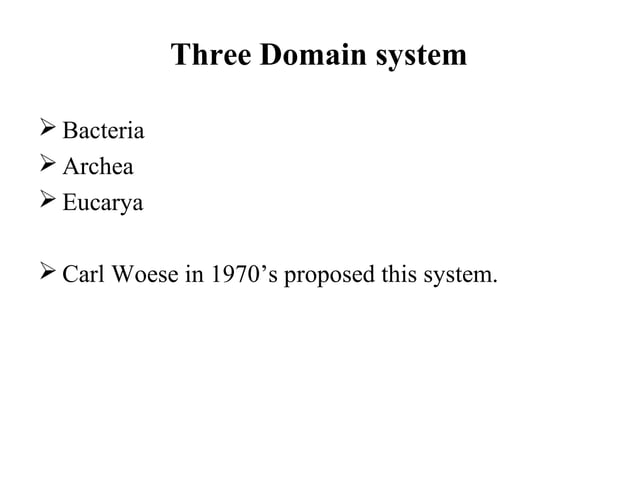 Three Domain system
➢ Bacteria
➢ Archea
➢ Eucarya
➢ Carl Woese in 1970’s proposed this system.